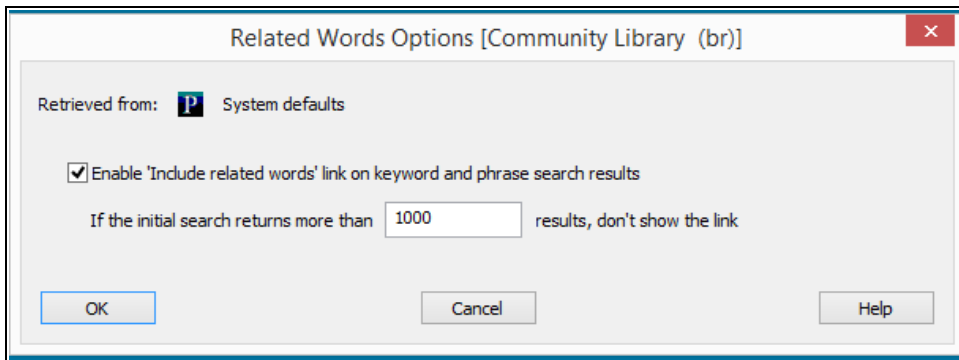 Related Words Options [Community Library (br)]
Retrieved from: P System defaults
Enable 'Include related words' link on keyword and phrase search results
If the initial search returns more than 1000 results, don't show the link
OK Cancel Help